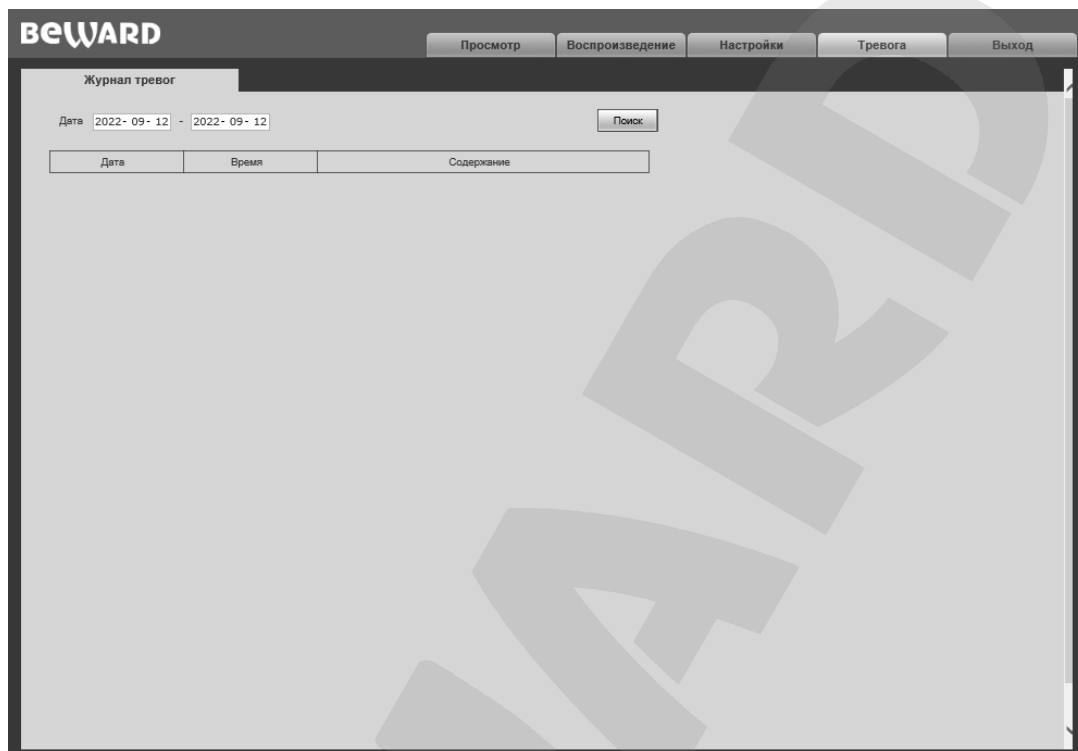 BEWARD
Просмотр Воспроизведение Настройки Тревога Выход
Журнал тревог
Дата 2022- 09- 12 - 2022- 09- 12 Поиск
Дата Время Содержание
WARD